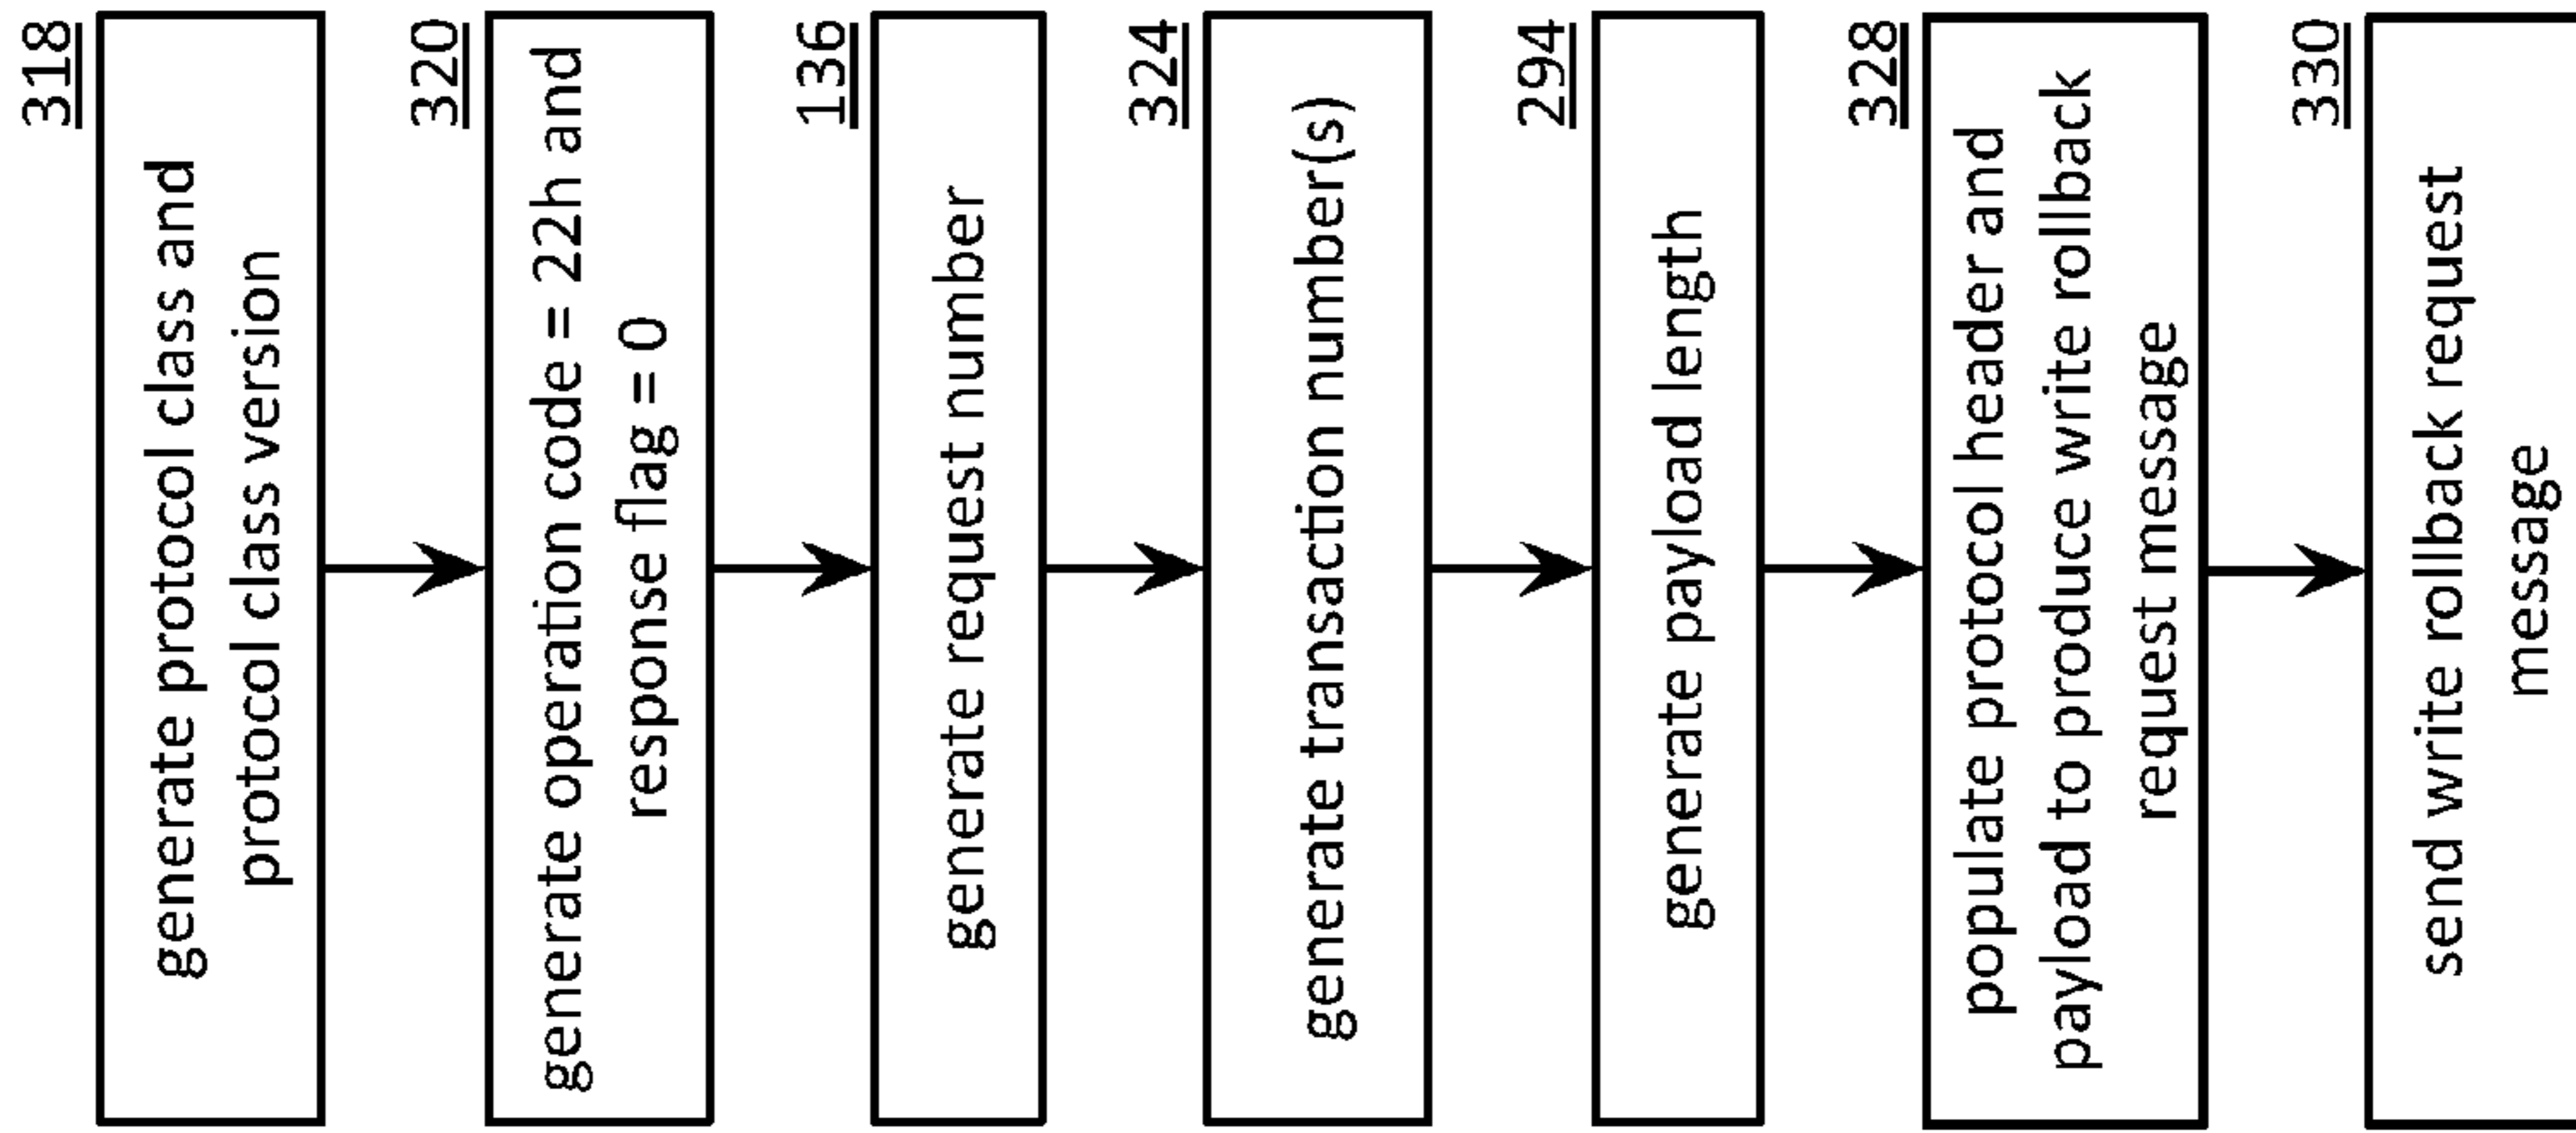 318
generate protocol class and
protocol class version
320
generate operation code = 22h and
response flag = 0
136
generate request number
324
generate transaction number(s)
294
generate payload length
328
populate protocol header and
payload to produce write rollback
request message
330
send write rollback request
message